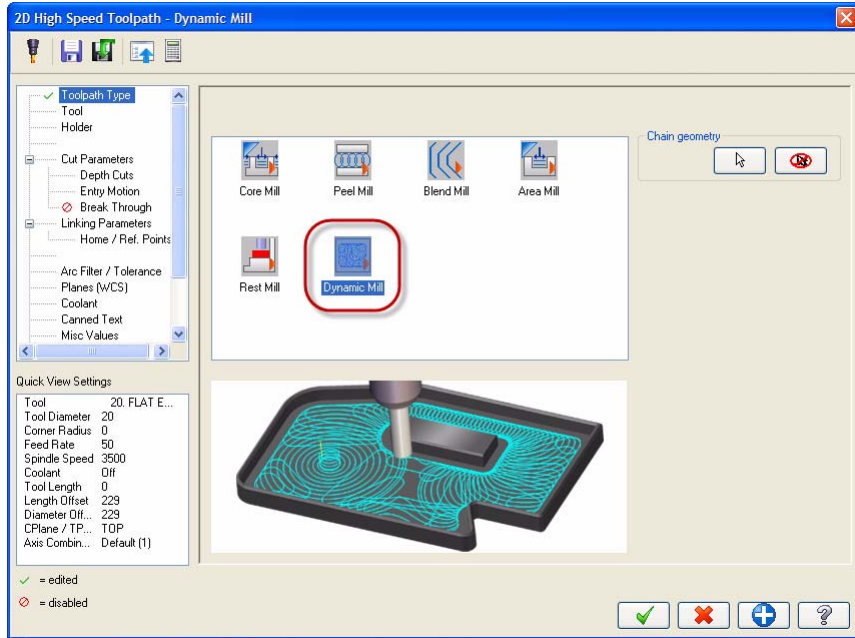 2D High Speed Toolpath - Dynamic Mill
Toolpath Type
Tool
Holder
Cut Parameters
Depth Cuts
Entry Motion
Break Through
Linking Parameters
Home / Ref. Points
Arc Filter / Tolerance
Planes (WCS)
Coolant
Canned Text
Misc Values
Quick View Settings
Tool 20. FLAT E...
Tool Diameter 20
Corner Radius 0
Feed Rate 50
Spindle Speed 3500
Coolant Off
Tool Length 0
Length Offset 229
Diameter Off... 229
CPlane / TP... TOP
Axis Combin... Default (1)
= edited
= disabled
Core Mill Peel Mill Blend Mill Area Mill
Rest Mill Dynamic Mill
Chain geometry